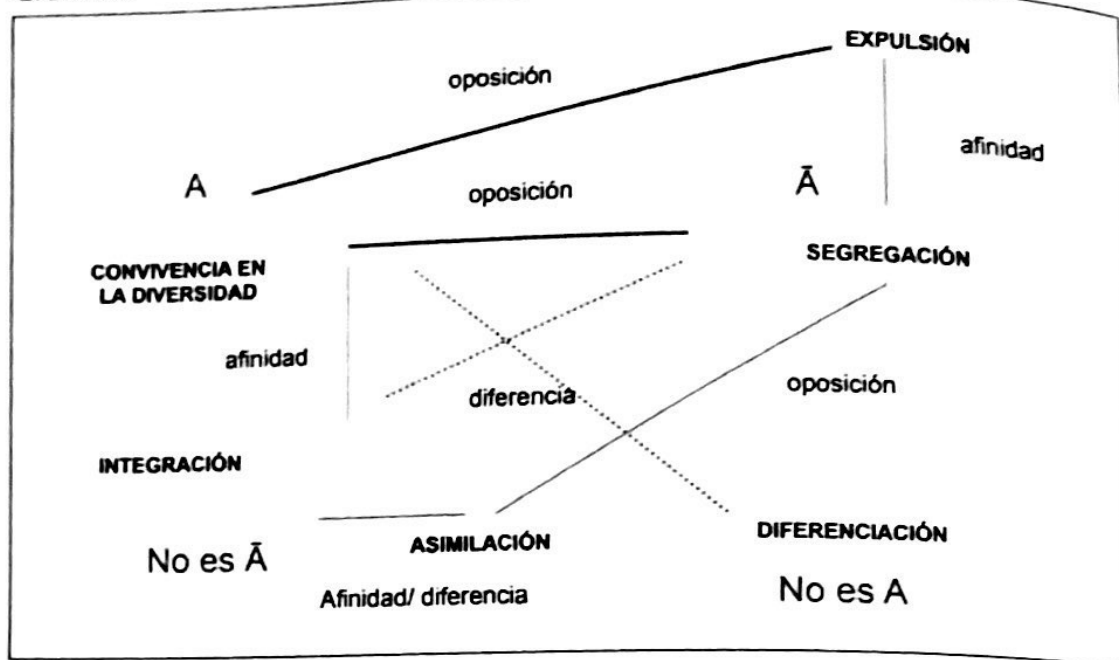 EXPULSIÓN
oposición
afinidad
A
oposición
Ā
CONVIVENCIA EN
LA DIVERSIDAD
SEGREGACIÓN
afinidad
diferencia
oposición
INTEGRACIÓN
ASIMILACIÓN
DIFERENCIACIÓN
No es Ā
Afinidad/ diferencia
No es A